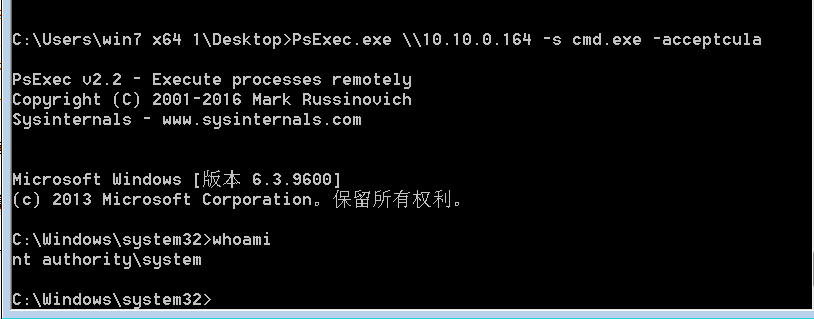 C:\Users\win7 x64 1\Desktop>PsExec.exe \\10.10.0.164 -s cmd.exe -acceptcula
PsExec v2.2 - Execute processes remotely
Copyright (C) 2001-2016 Mark Russinovich
Sysinternals - www.sysinternals.com
Microsoft Windows [版本 6.3.9600]
(c) 2013 Microsoft Corporation。保留所有权利。
C:\Windows\system32>whoami
nt authority\system
C:\Windows\system32>